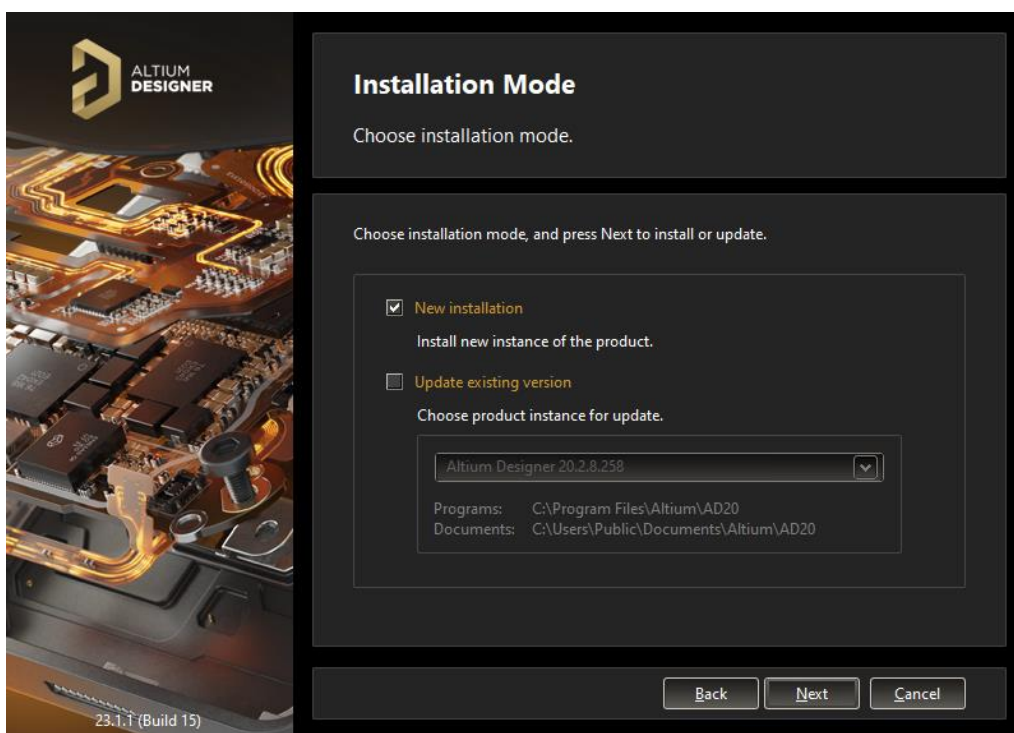 ALTIUM
DESIGNER
Installation Mode
Choose installation mode.
Choose installation mode, and press Next to install or update.
New installation
Install new instance of the product.
Update existing version
Choose product instance for update.
Altium Designer 20.2.8.258
Programs: C:\Program Files\Altium\AD20
Documents: C:\Users\Public\Documents\Altium\AD20
Back Next Cancel
23.1.1 (Build 15)